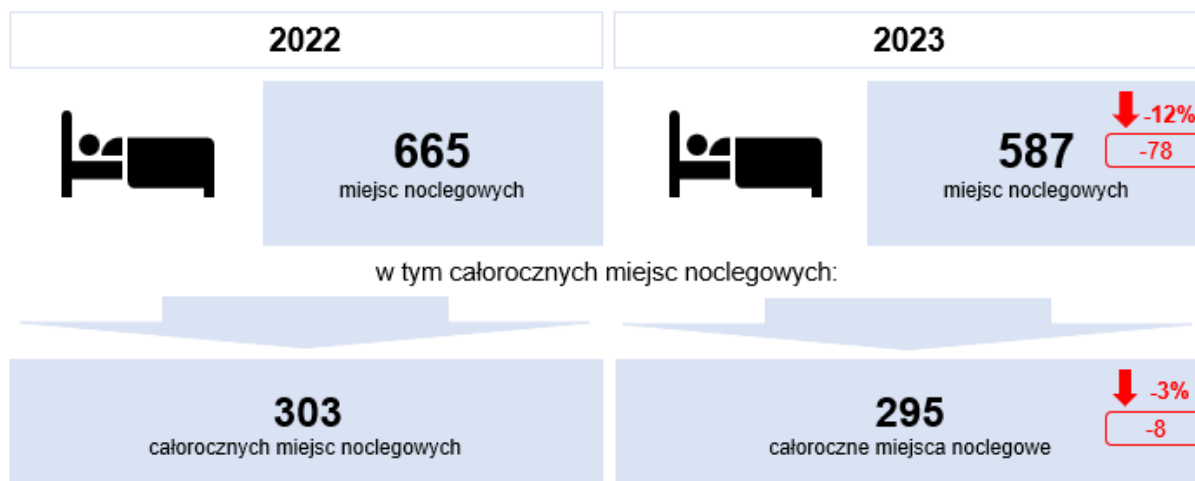 2022
2023
665
miejsc noclegowych
587
miejsc noclegowych
-12%
-78
w tym całorocznych miejsc noclegowych:
303
całorocznych miejsc noclegowych
295
całoroczne miejsca noclegowe
-3%
-8